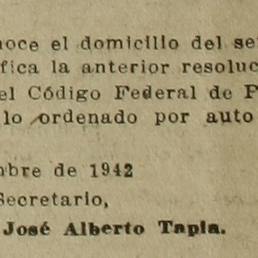 noce el domicilio del se
fica la anterior resoluc
el Código Federal de P
lo ordenado por auto
nbre de 1942
Secretario,
José Alberto Tapia.